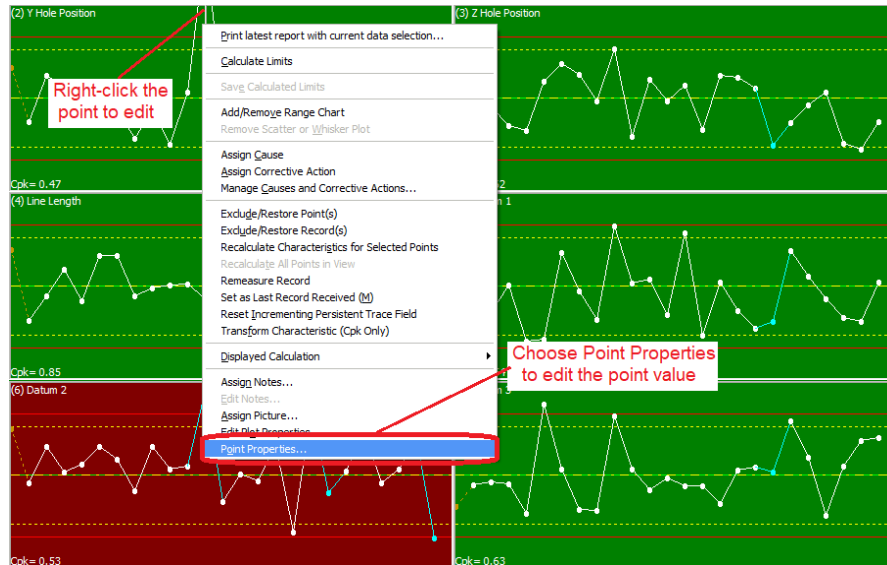 (2) Y Hole Position
(3) Z Hole Position
Right-click the
point to edit
Cpk= 0.47
Print latest report with current data selection...
Calculate Limits
Save Calculated Limits
Add/Remove Range Chart
Remove Scatter or Whisker Plot
Assign Cause
Assign Corrective Action
Manage Causes and Corrective Actions...
Exclude/Restore Point(s)
Exclude/Restore Record(s)
Recalculate Characteristics for Selected Points
Recalculate All Points in View
Remeasure Record
Set as Last Record Received (M)
Reset Incrementing Persistent Trace Field
Transform Characteristic (Cpk Only)
Displayed Calculation
Assign Notes...
Edit Notes...
Assign Picture...
Edit Plot Properties
Point Properties...
(4) Line Length
1
Cpk= 0.85
Choose Point Properties
to edit the point value
(6) Datum 2
Cpk= 0.53
Cpk= 0.63